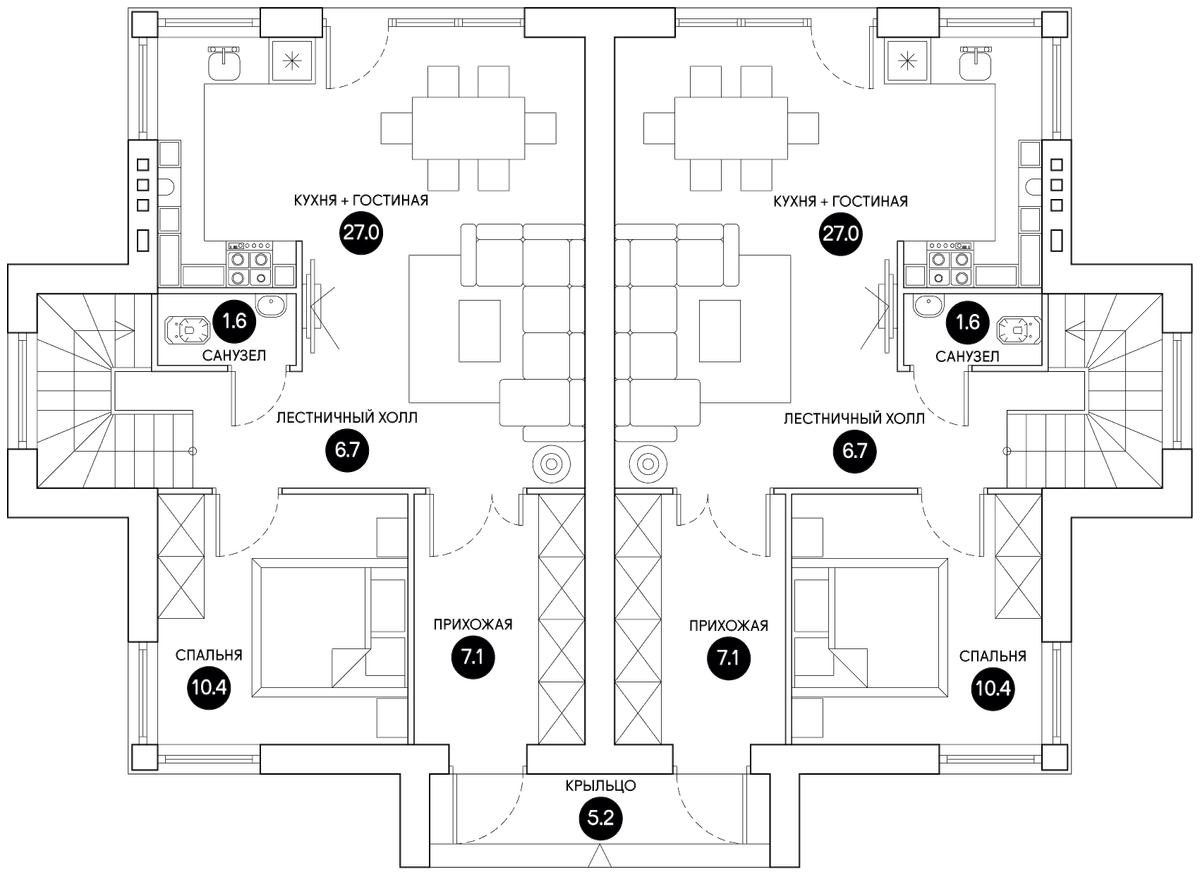 КУХНЯ + ГОСТИНАЯ
27.0
КУХНЯ + ГОСТИНАЯ
27.0
1.6
САНУЗЕЛ
1.6
САНУЗЕЛ
ЛЕСТНИЧНЫЙ ХОЛЛ
6.7
ЛЕСТНИЧНЫЙ ХОЛЛ
6.7
СПАЛЬНЯ
10.4
ПРИХОЖАЯ
7.1
ПРИХОЖАЯ
7.1
СПАЛЬНЯ
10.4
КРЫЛЬЦО
5.2